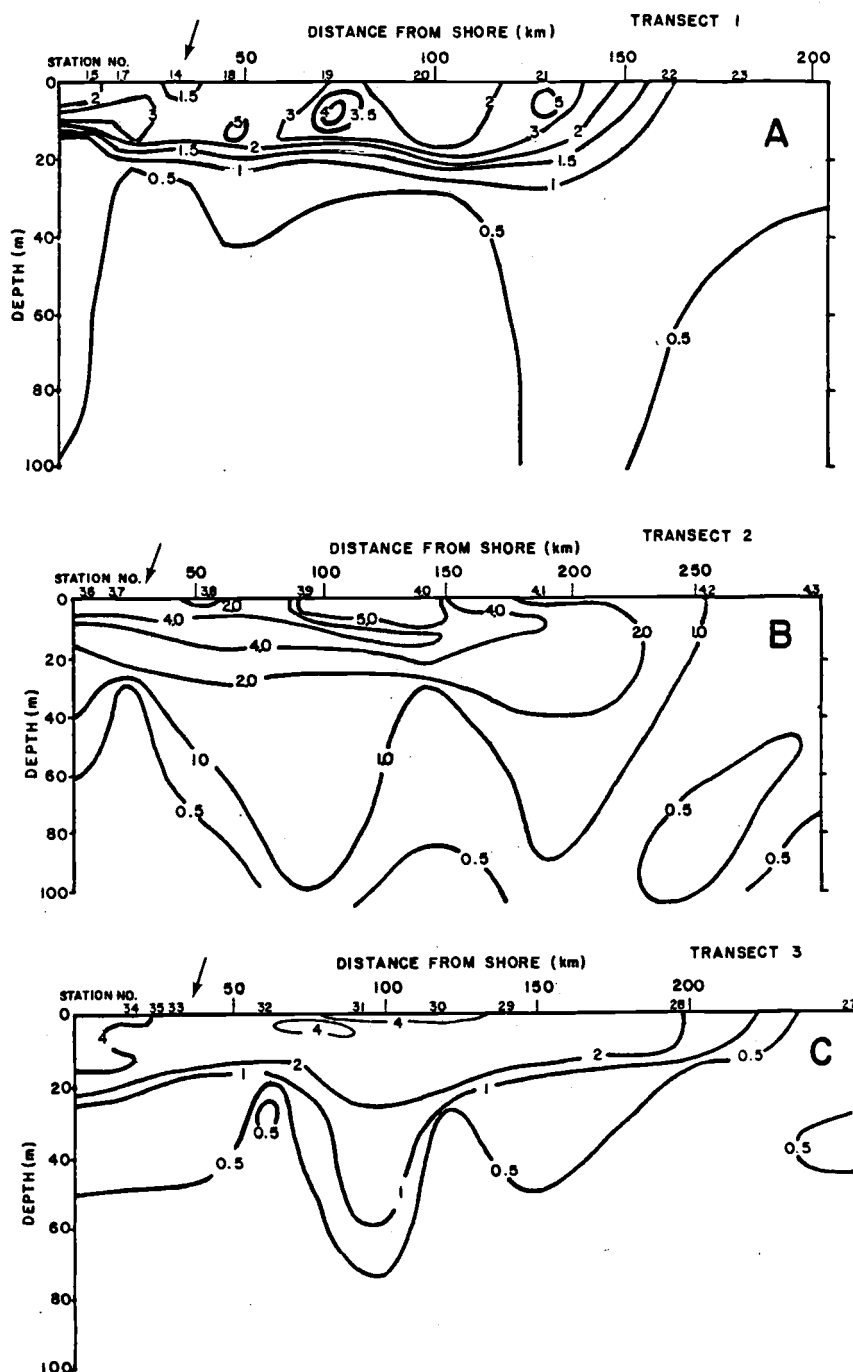 TRANSECT 1
DISTANCE FROM SHORE (km)
STATION NO.
50 100 150 200
15 17 14 18 19 20 21 22 23
0
20
40
60
80
100
DEPTH (m)
A
2 1.5 3 5 3 4 3.5 2 5 3 2
1.5 2 1.5
1 1
0.5 0.5 0.5
TRANSECT 2
DISTANCE FROM SHORE (km)
STATION NO.
50 100 150 200 250
36 37 38 39 40 41 42 43
0
20
40
60
80
100
DEPTH (m)
B
2.0 4.0 5.0 4.0 2.0 1.0
4.0
2.0
1.0 1.0
0.5 0.5 0.5 0.5
TRANSECT 3
DISTANCE FROM SHORE (km)
STATION NO.
50 100 150 200
34 35 33 32 31 30 29 28 27
0
20
40
60
80
100
DEPTH (m)
C
4 4 4
2 2 0.5
1 1
0.5 0.5 0.5 0.5
1